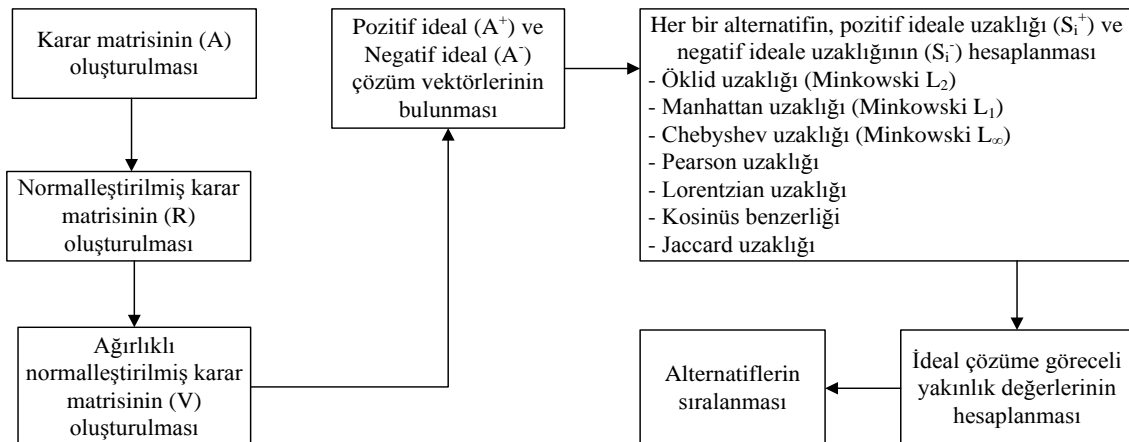 Karar matrisinin (A)
oluşturulması
Normalleştirilmiş karar
matrisinin (R)
oluşturulması
Ağırlıklı
normalleştirilmiş karar
matrisinin (V)
oluşturulması
Pozitif ideal (A⁺) ve
Negatif ideal (A⁻)
çözüm vektörlerinin
bulunması
Her bir alternatifin, pozitif ideale uzaklığı (Sᵢ⁺) ve
negatif ideale uzaklığının (Sᵢ⁻) hesaplanması
- Öklid uzaklığı (Minkowski L₂)
- Manhattan uzaklığı (Minkowski L₁)
- Chebyshev uzaklığı (Minkowski L∞)
- Pearson uzaklığı
- Lorentzian uzaklığı
- Kosinüs benzerliği
- Jaccard uzaklığı
İdeal çözüme göreceli
yakınlık değerlerinin
hesaplanması
Alternatiflerin
sıralanması